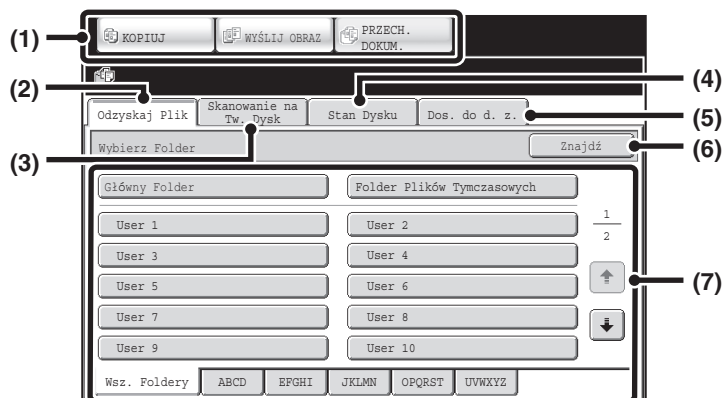 (1)
KOPIUJ
WYŚLIJ OBRAZ
PRZECH.
DOKUM.
(2)
(4)
Odzyskaj Plik
Skanowanie na
Tw. Dysk
Stan Dysku
Dos. do d. z.
(5)
Wybierz Folder
Znajdź
(6)
(3)
Główny Folder
Folder Plików Tymczasowych
User 1
User 2
1
2
User 3
User 4
User 5
User 6
(7)
User 7
User 8
User 9
User 10
Wsz. Foldery
ABCD
EFGHI
JKLMN
OPQRST
UVWXYZ